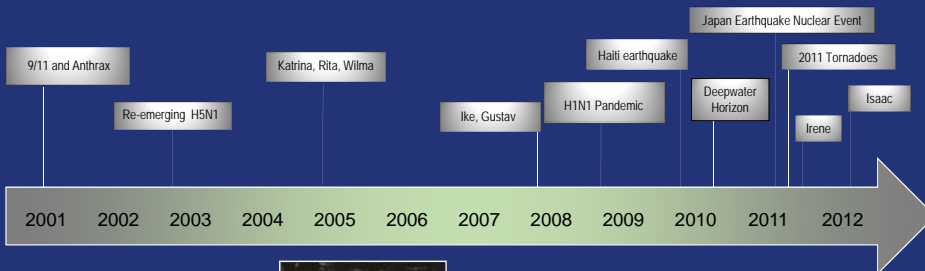 Japan Earthquake Nuclear Event
9/11 and Anthrax
Katrina, Rita, Wilma
Haiti earthquake
2011 Tornadoes
Re-emerging H5N1
Ike, Gustav
H1N1 Pandemic
Deepwater
Horizon
Isaac
Irene
2001 2002 2003 2004 2005 2006 2007 2008 2009 2010 2011 2012